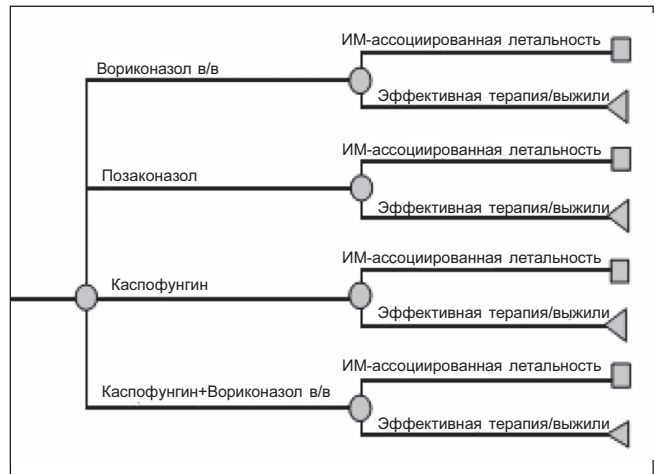 ИМ-ассоциированная летальность
Вориконазол в/в
Эффективная терапия/выжили
ИМ-ассоциированная летальность
Позаконазол
Эффективная терапия/выжили
ИМ-ассоциированная летальность
Каспофунгин
Эффективная терапия/выжили
ИМ-ассоциированная летальность
Каспофунгин+Вориконазол в/в
Эффективная терапия/выжили